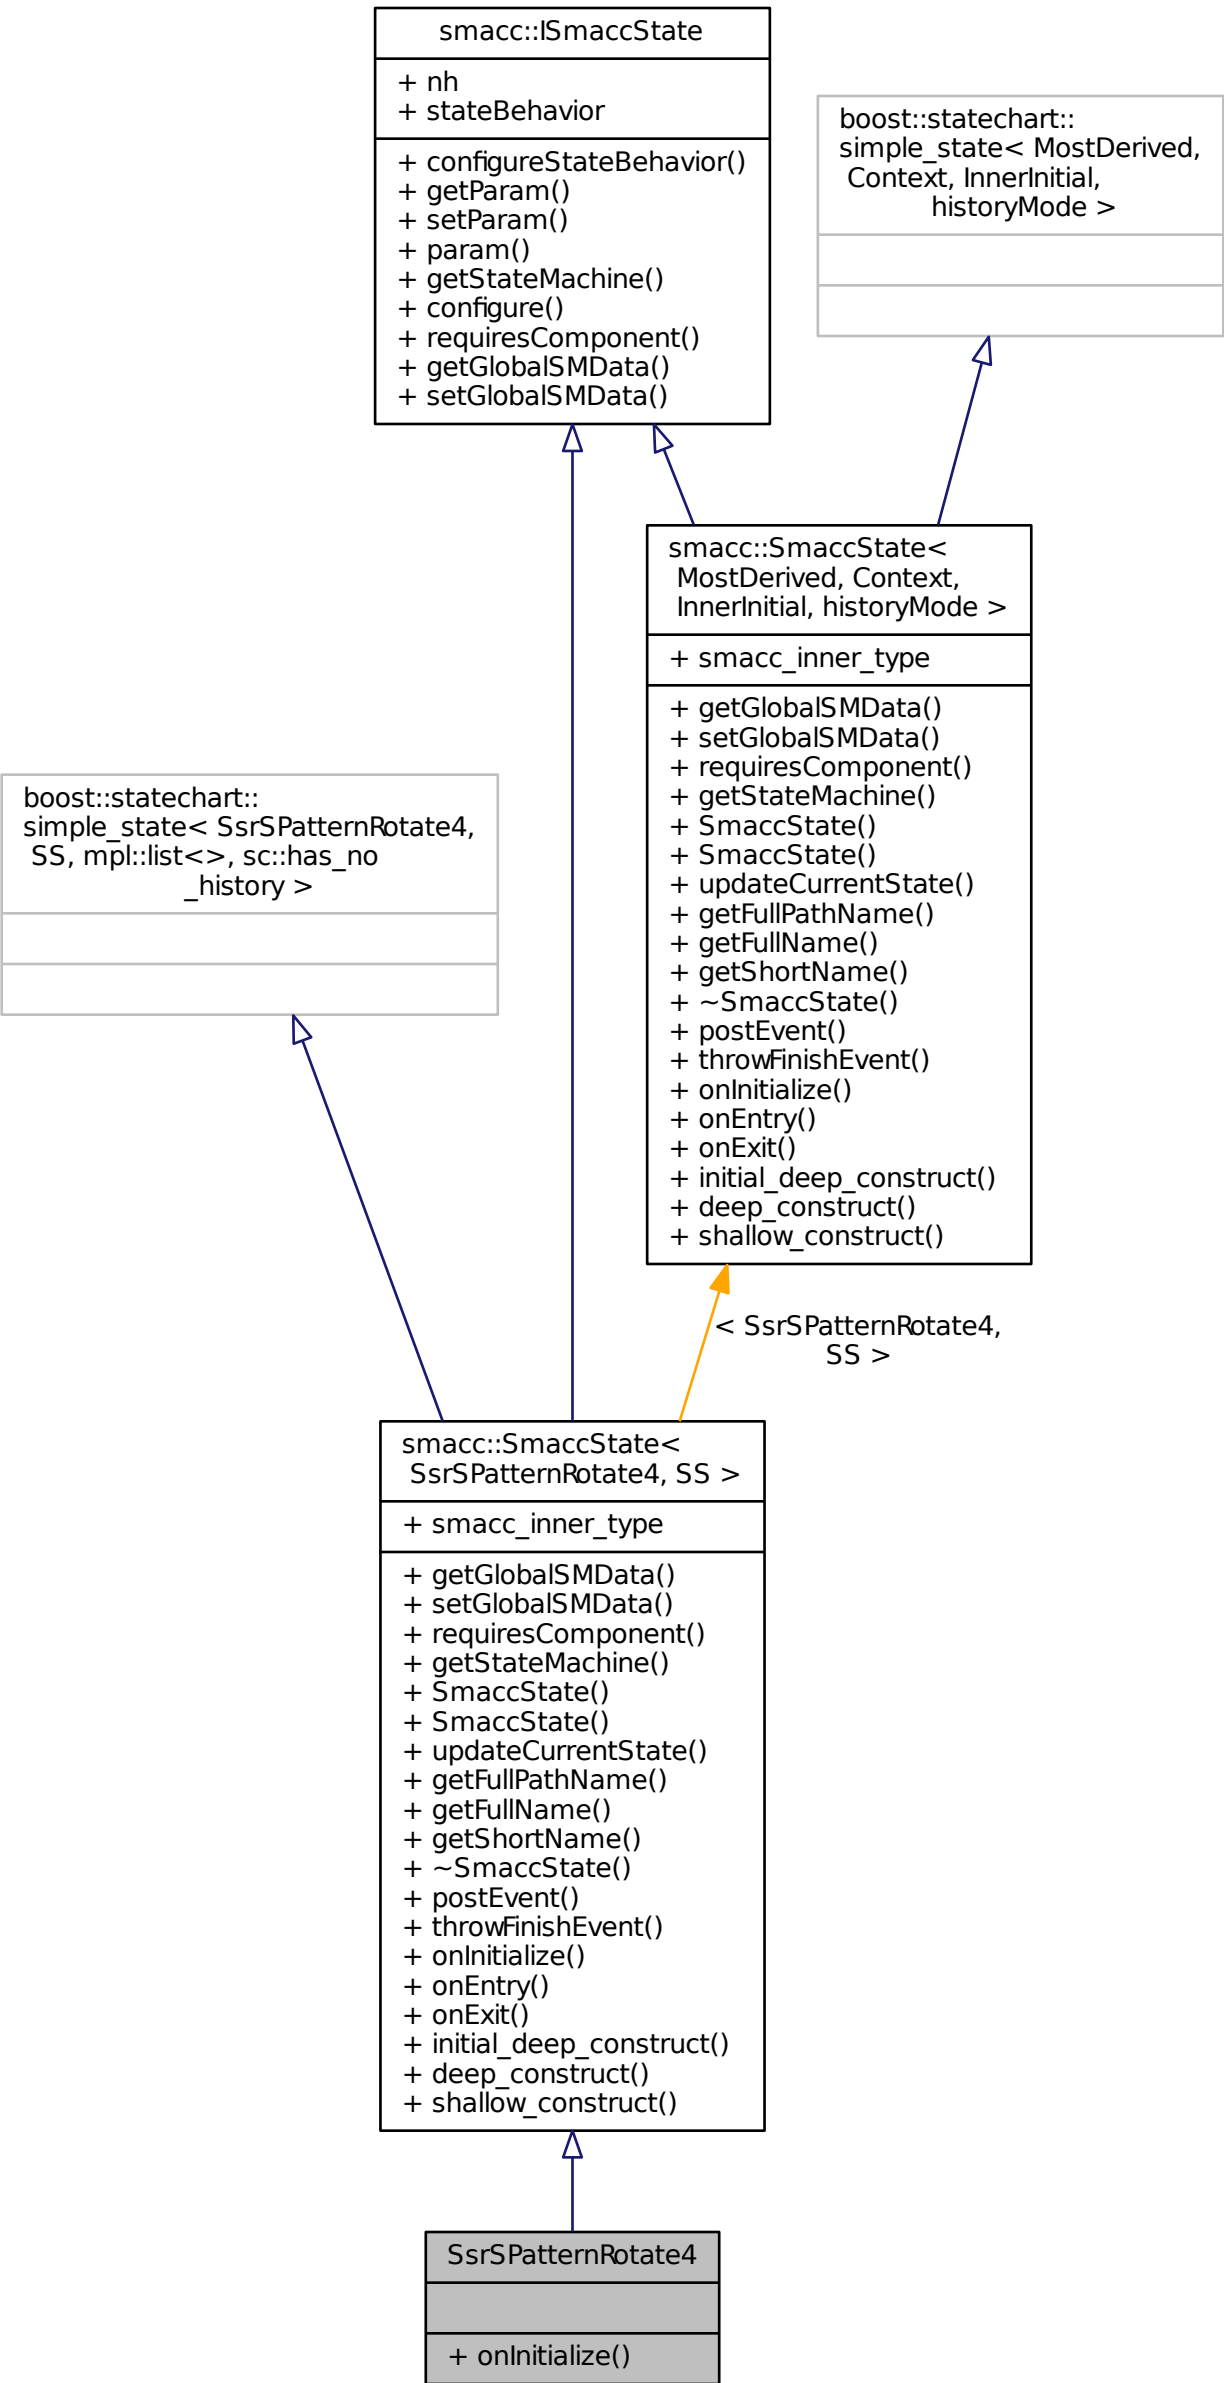 smacc::ISmaccState
+ nh
+ stateBehavior
+ configureStateBehavior()
+ getParam()
+ setParam()
+ param()
+ getStateMachine()
+ configure()
+ requiresComponent()
+ getGlobalSMData()
+ setGlobalSMData()
boost::statechart::
simple_state< MostDerived,
Context, InnerInitial,
historyMode >
smacc::SmaccState<
MostDerived, Context,
InnerInitial, historyMode >
+ smacc_inner_type
+ getGlobalSMData()
+ setGlobalSMData()
+ requiresComponent()
+ getStateMachine()
+ SmaccState()
+ SmaccState()
+ updateCurrentState()
+ getFullPathName()
+ getFullName()
+ getShortName()
+ ~SmaccState()
+ postEvent()
+ throwFinishEvent()
+ onInitialize()
+ onEntry()
+ onExit()
+ initial_deep_construct()
+ deep_construct()
+ shallow_construct()
boost::statechart::
simple_state< SsrSPatternRotate4,
SS, mpl::list<>, sc::has_no
_history >
< SsrSPatternRotate4,
SS >
smacc::SmaccState<
SsrSPatternRotate4, SS >
+ smacc_inner_type
+ getGlobalSMData()
+ setGlobalSMData()
+ requiresComponent()
+ getStateMachine()
+ SmaccState()
+ SmaccState()
+ updateCurrentState()
+ getFullPathName()
+ getFullName()
+ getShortName()
+ ~SmaccState()
+ postEvent()
+ throwFinishEvent()
+ onInitialize()
+ onEntry()
+ onExit()
+ initial_deep_construct()
+ deep_construct()
+ shallow_construct()
SsrSPatternRotate4
+ onInitialize()